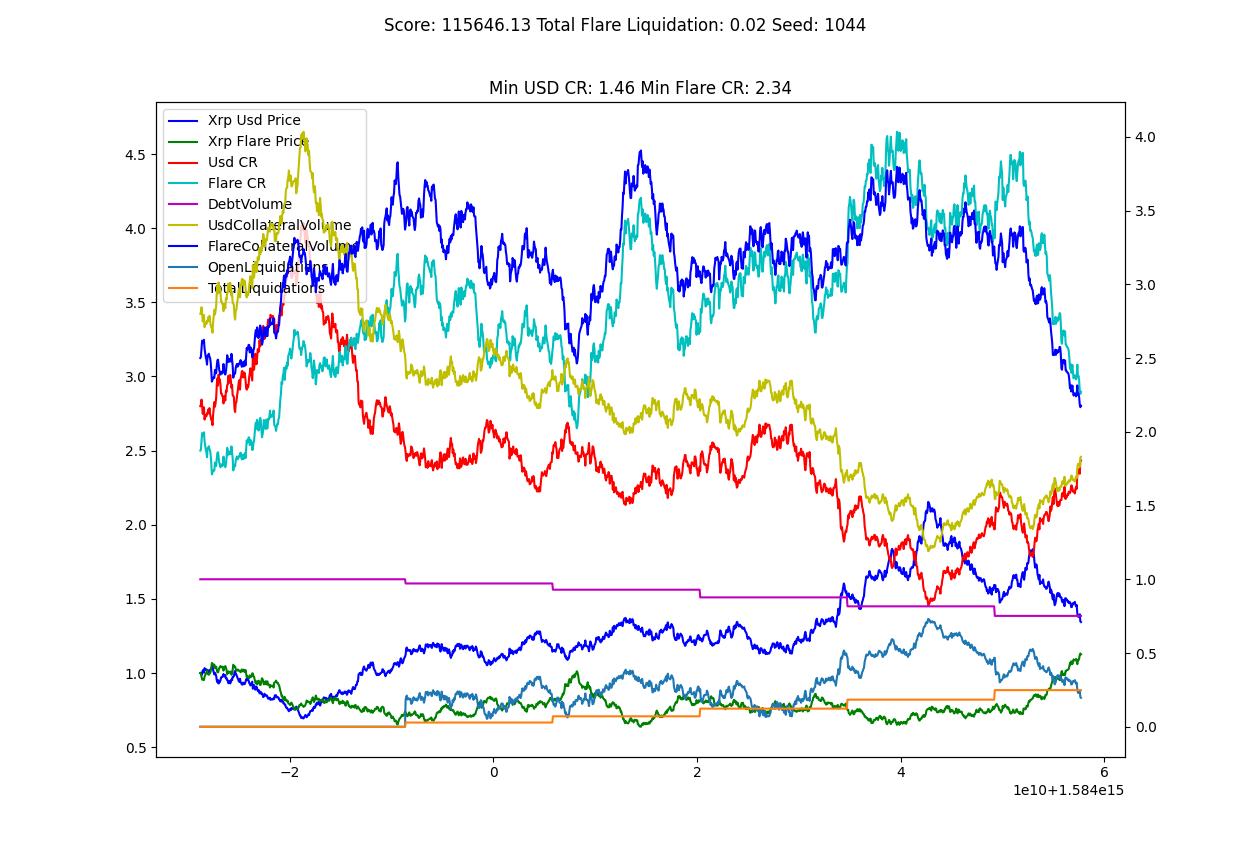 Score: 115646.13 Total Flare Liquidation: 0.02 Seed: 1044
Min USD CR: 1.46 Min Flare CR: 2.34
Xrp Usd Price
Xrp Flare Price
Usd CR
Flare CR
DebtVolume
UsdCollateralVolume
FlareCollateralVolume
OpenLiquidations
TotalLiquidations
4.5
4.0
3.5
3.0
2.5
2.0
1.5
1.0
0.5
4.0
3.5
3.0
2.5
2.0
1.5
1.0
0.5
0.0
−2 0 2 4 6
1e10+1.584e15